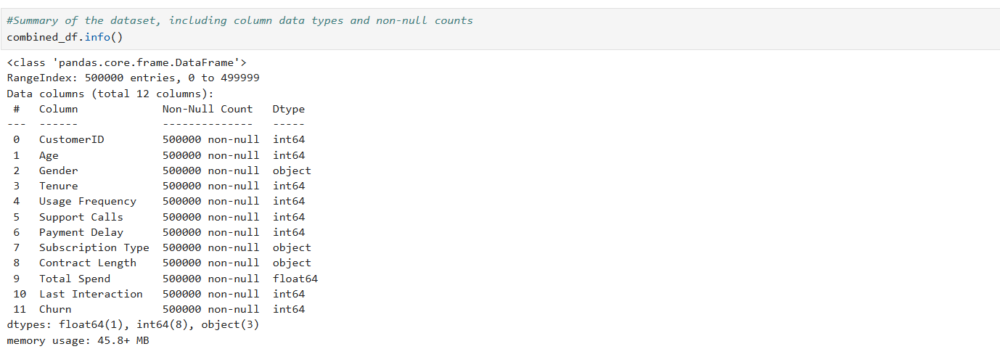 #Summary of the dataset, including column data types and non-null counts
combined_df.info()
<class 'pandas.core.frame.DataFrame'>
RangeIndex: 500000 entries, 0 to 499999
Data columns (total 12 columns):
 #   Column             Non-Null Count   Dtype
---  ------             --------------   -----
 0   CustomerID         500000 non-null  int64
 1   Age                500000 non-null  int64
 2   Gender             500000 non-null  object
 3   Tenure             500000 non-null  int64
 4   Usage Frequency    500000 non-null  int64
 5   Support Calls      500000 non-null  int64
 6   Payment Delay      500000 non-null  int64
 7   Subscription Type  500000 non-null  object
 8   Contract Length    500000 non-null  object
 9   Total Spend        500000 non-null  float64
 10  Last Interaction   500000 non-null  int64
 11  Churn              500000 non-null  int64
dtypes: float64(1), int64(8), object(3)
memory usage: 45.8+ MB